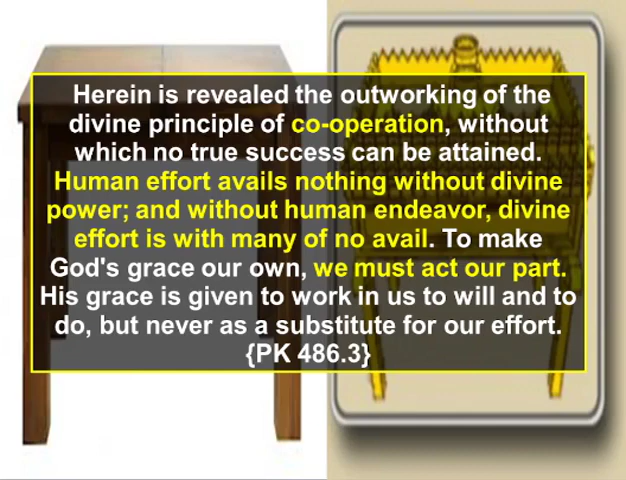 Herein is revealed the outworking of the
divine principle of co-operation, without
which no true success can be attained.
Human effort avails nothing without divine
power; and without human endeavor, divine
effort is with many of no avail. To make
God's grace our own, we must act our part.
His grace is given to work in us to will and to
do, but never as a substitute for our effort.
{PK 486.3}